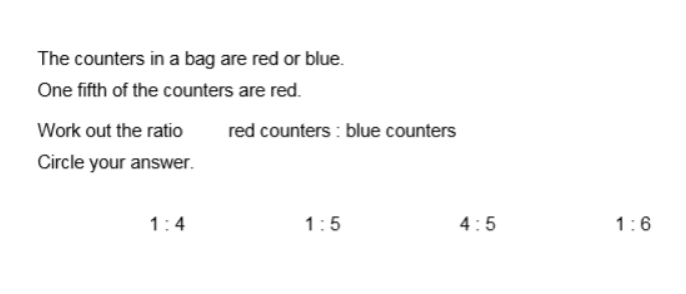 The counters in a bag are red or blue.
One fifth of the counters are red.
Work out the ratio red counters : blue counters
Circle your answer.
1 : 4 1 : 5 4 : 5 1 : 6